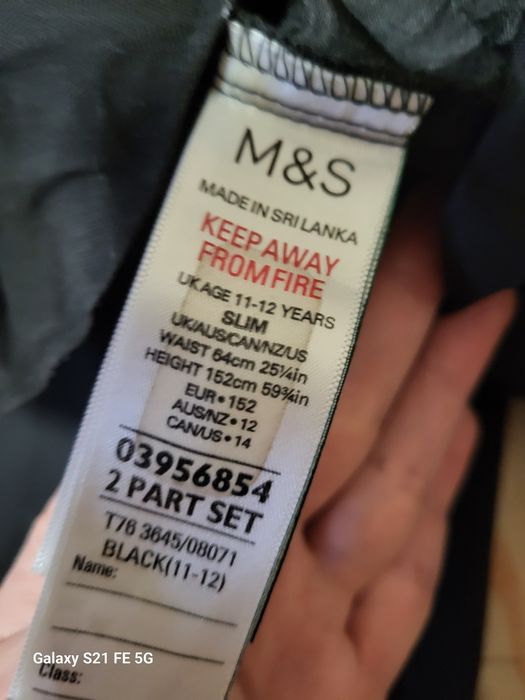 M&S
MADE IN SRI LANKA
KEEP AWAY
FROM FIRE
UK AGE 11-12 YEARS
SLIM
UK/AUS/CAN/NZ/US
WAIST 64cm 25¼in
HEIGHT 152cm 59¾in
EUR•152
AUS/NZ•12
CAN/US•14
03956854
2 PART SET
T76 3645/08071
BLACK(11-12)
Name:
Class:
Galaxy S21 FE 5G